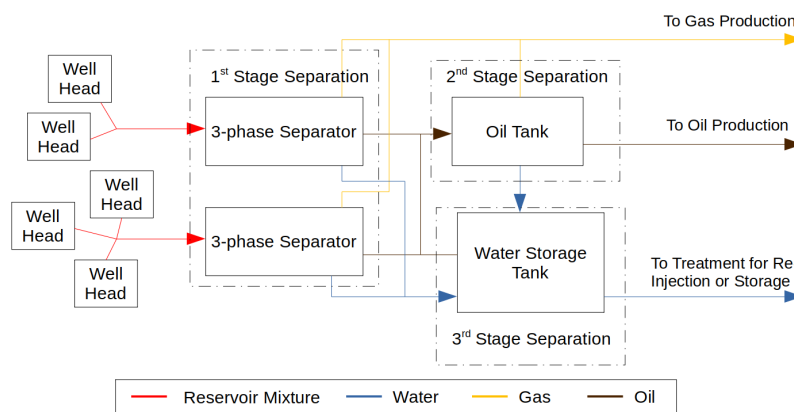 To Gas Production
Well
Head
1st Stage Separation
2nd Stage Separation
Well
Head
3-phase Separator
Oil Tank
To Oil Production
Well
Head
Well
Head
3-phase Separator
Well
Head
Water Storage
Tank
To Treatment for Re
Injection or Storage
3rd Stage Separation
Reservoir Mixture
Water
Gas
Oil